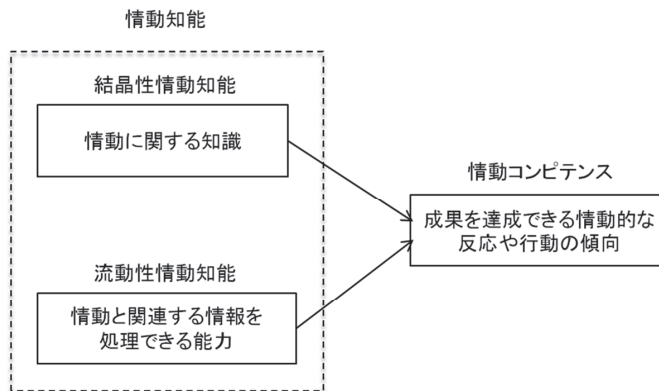 情動知能
結晶性情動知能
情動に関する知識
情動コンピテンス
成果を達成できる情動的な
反応や行動の傾向
流動性情動知能
情動と関連する情報を
処理できる能力